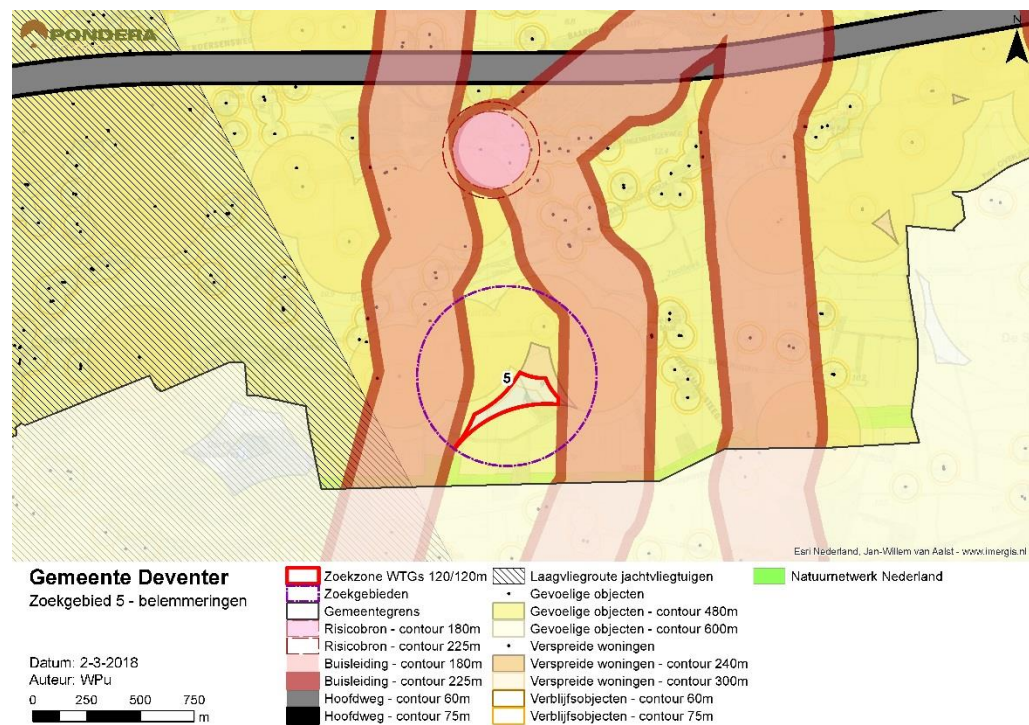 PONDERA
N
5
Esri Nederland, Jan-Willem van Aalst - www.imergis.nl
Gemeente Deventer
Zoekgebied 5 - belemmeringen
Datum: 2-3-2018
Auteur: WPu
0 250 500 750
m
Zoekzone WTGs 120/120m
Zoekgebieden
Gemeentegrens
Risicobron - contour 180m
Risicobron - contour 225m
Buisleiding - contour 180m
Buisleiding - contour 225m
Hoofdweg - contour 60m
Hoofdweg - contour 75m
Laagvliegroute jachtvliegtuigen
Gevoelige objecten
Gevoelige objecten - contour 480m
Gevoelige objecten - contour 600m
Verspreide woningen
Verspreide woningen - contour 240m
Verspreide woningen - contour 300m
Verblijfsobjecten - contour 60m
Verblijfsobjecten - contour 75m
Natuurnetwerk Nederland